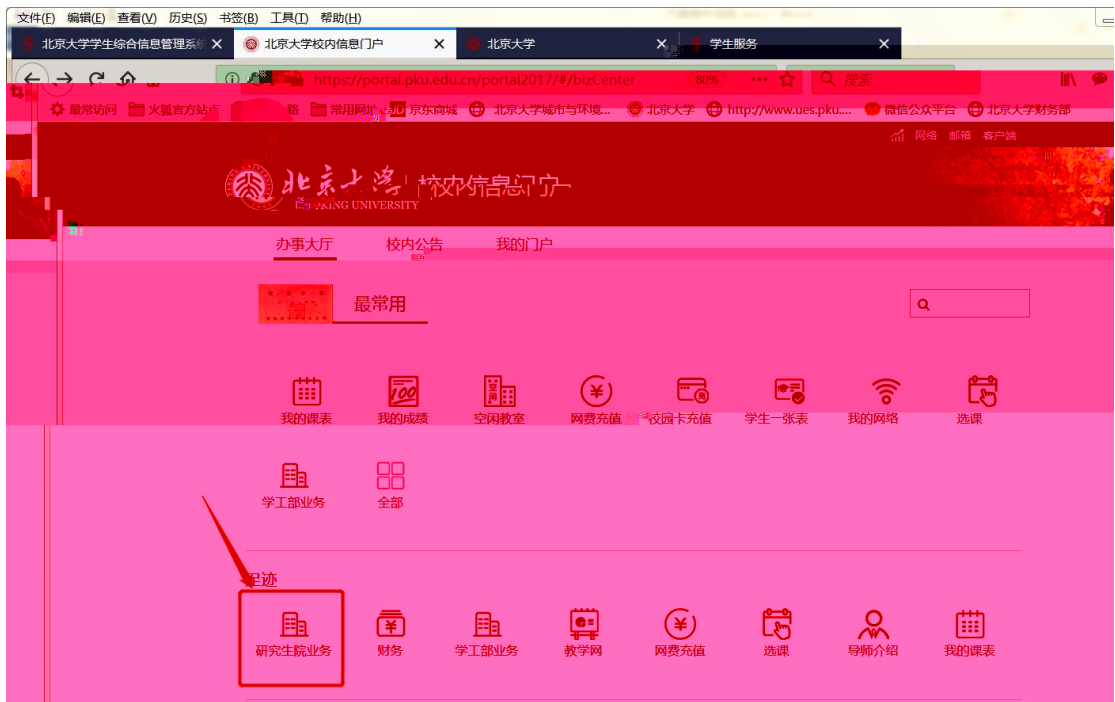 文件(F) 编辑(E) 查看(V) 历史(S) 书签(B) 工具(T) 帮助(H)
北京大学学生综合信息管理系统 北京大学校内信息门户 北京大学 学生服务
https://portal.pku.edu.cn/portal2017/#/bizCenter 80% 搜索
最常访问 火狐官方站点 常用网址 JD 京东商城 北京大学城市与环境... 北京大学 http://www.ues.pku.... 微信公众平台 北京大学财务部
网络 邮箱 客户端
北京大学 校内信息门户
PEKING UNIVERSITY
办事大厅 校内公告 我的门户
最常用
我的课表 我的成绩 空闲教室 网费充值 校园卡充值 学生一张表 我的网络 选课
学工部业务 全部
足迹
研究生院业务 财务 学工部业务 教学网 网费充值 选课 导师介绍 我的课表